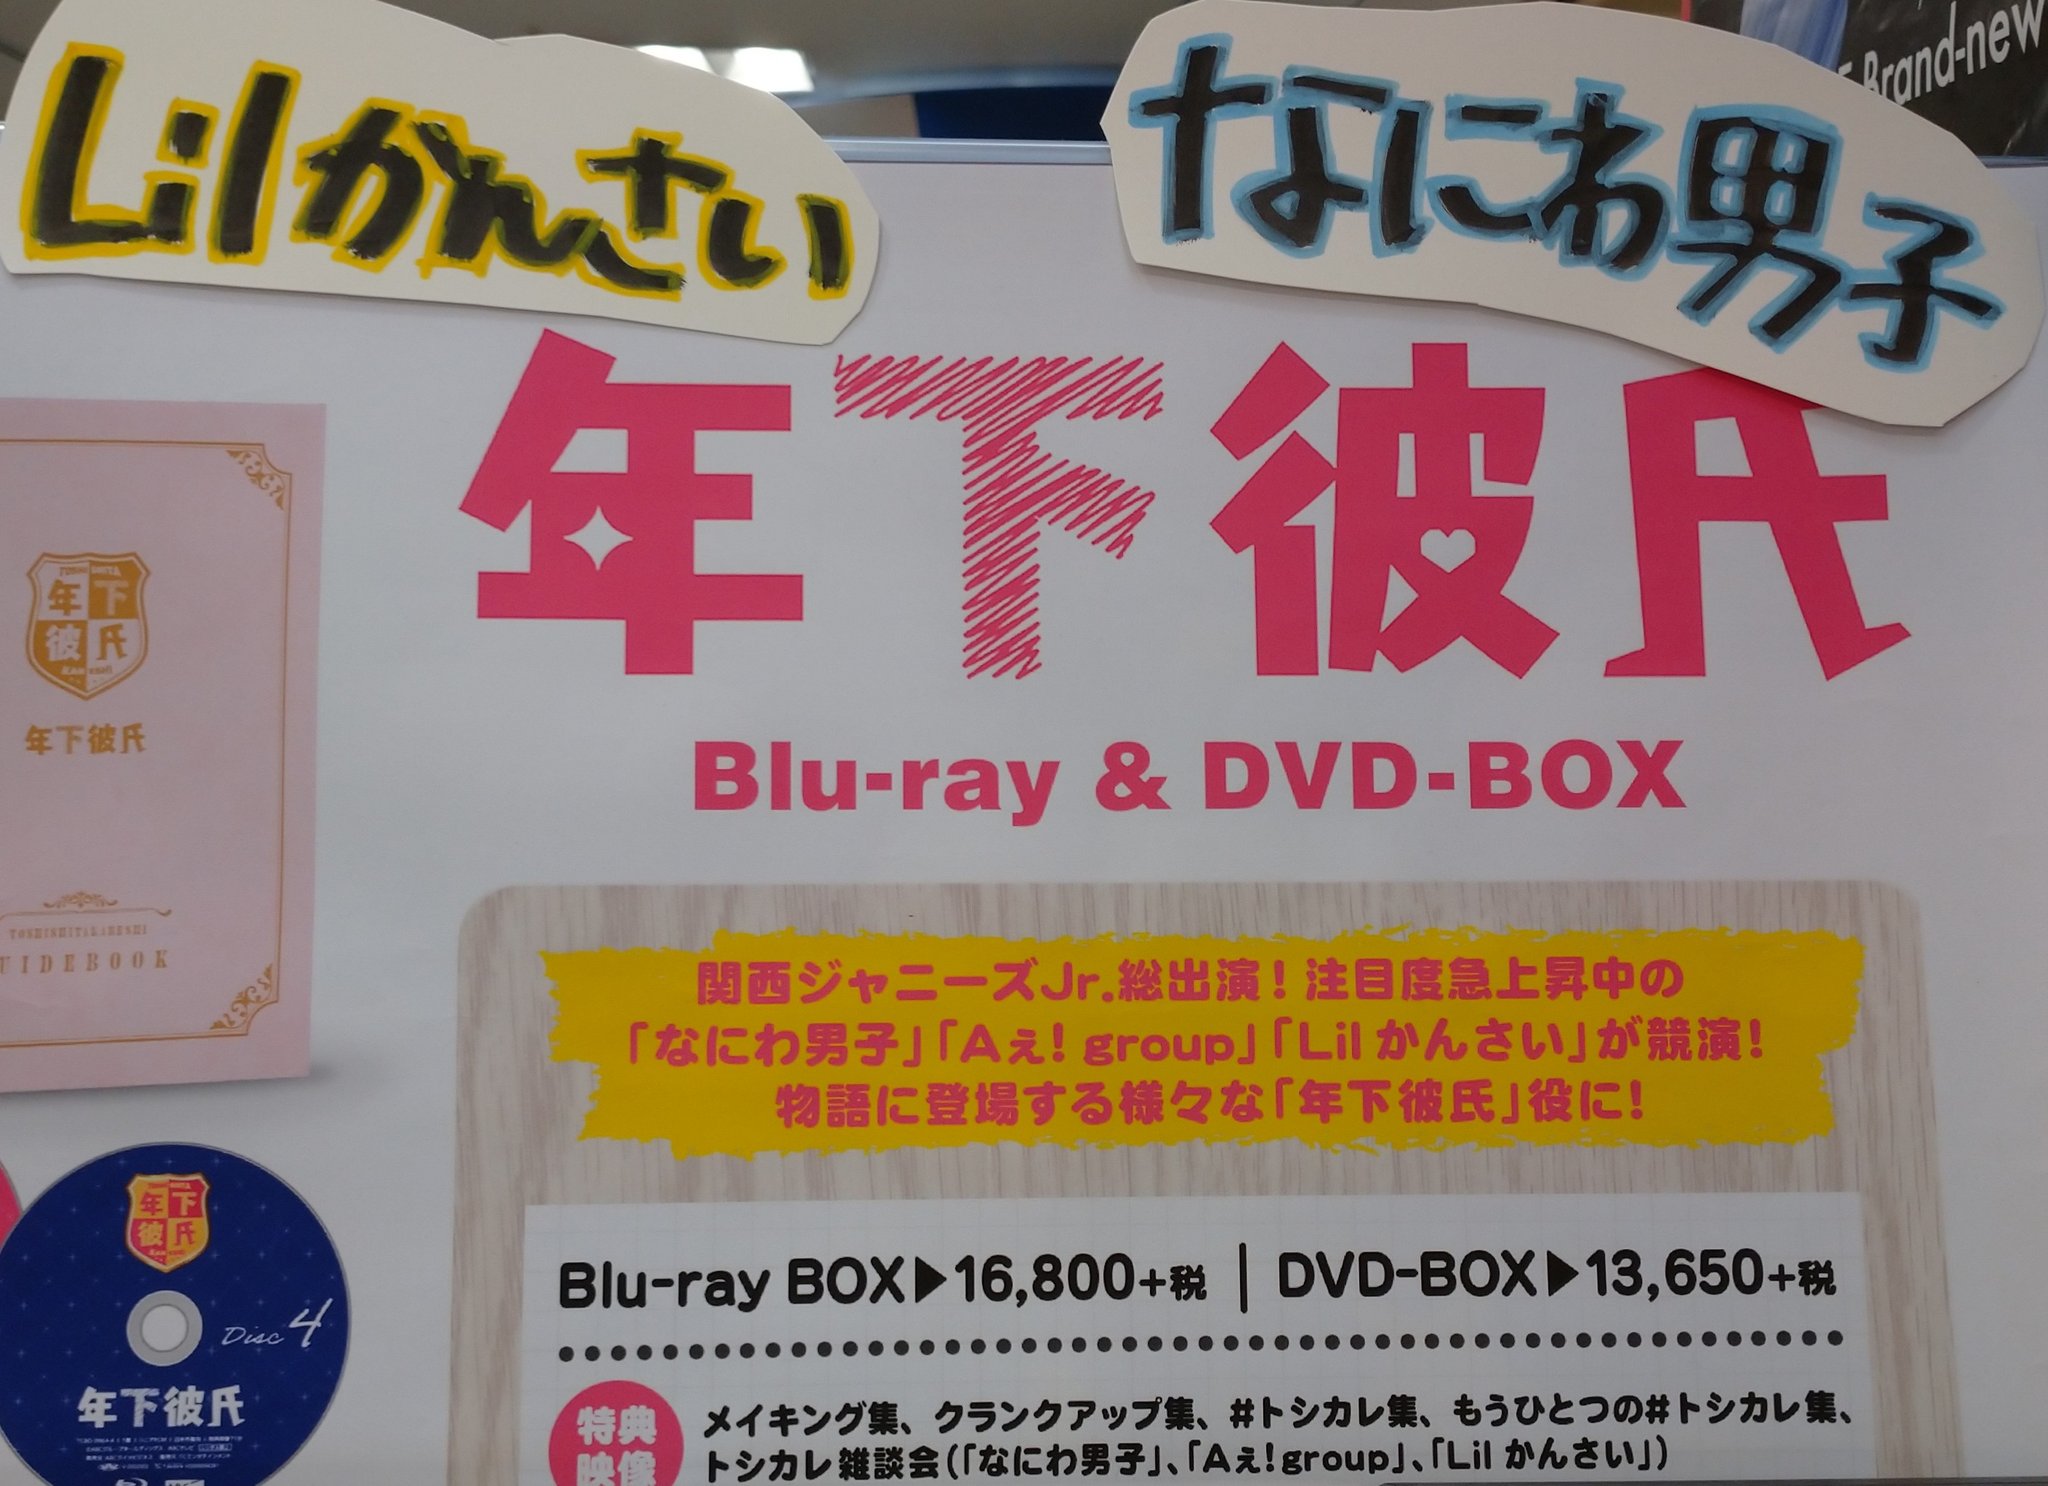 Lilかんさい
なにわ男子
Brand-new
年下彼氏
Blu-ray & DVD-BOX
年下
彼氏
年下彼氏
TOSHISHITAKARESHI
UIDEBOOK
関西ジャニーズJr.総出演！注目度急上昇中の
「なにわ男子」「Aぇ! group」「Lil かんさい」が競演！
物語に登場する様々な「年下彼氏」役に！
Blu-ray BOX▶16,800+税 | DVD-BOX▶13,650+税
特典
映像
メイキング集、クランクアップ集、#トシカレ集、もうひとつの#トシカレ集、
トシカレ雑談会(「なにわ男子」、「Aぇ!group」、「Lil かんさい」)
年下
彼氏
Disc 4
年下彼氏